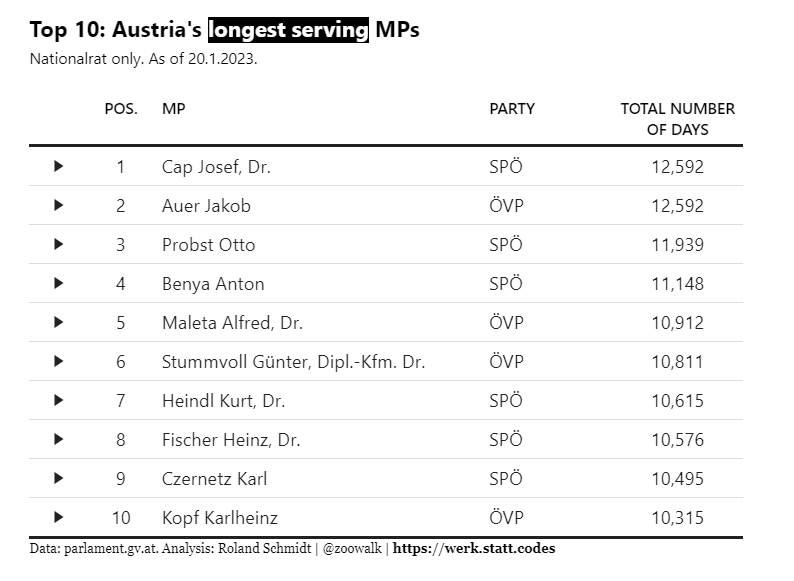 Top 10: Austria's longest serving MPs
Nationalrat only. As of 20.1.2023.
POS. MP PARTY TOTAL NUMBER
OF DAYS
1 Cap Josef, Dr. SPÖ 12,592
2 Auer Jakob ÖVP 12,592
3 Probst Otto SPÖ 11,939
4 Benya Anton SPÖ 11,148
5 Maleta Alfred, Dr. ÖVP 10,912
6 Stummvoll Günter, Dipl.-Kfm. Dr. ÖVP 10,811
7 Heindl Kurt, Dr. SPÖ 10,615
8 Fischer Heinz, Dr. SPÖ 10,576
9 Czernetz Karl SPÖ 10,495
10 Kopf Karlheinz ÖVP 10,315
Data: parlament.gv.at. Analysis: Roland Schmidt | @zoowalk | https://werk.statt.codes